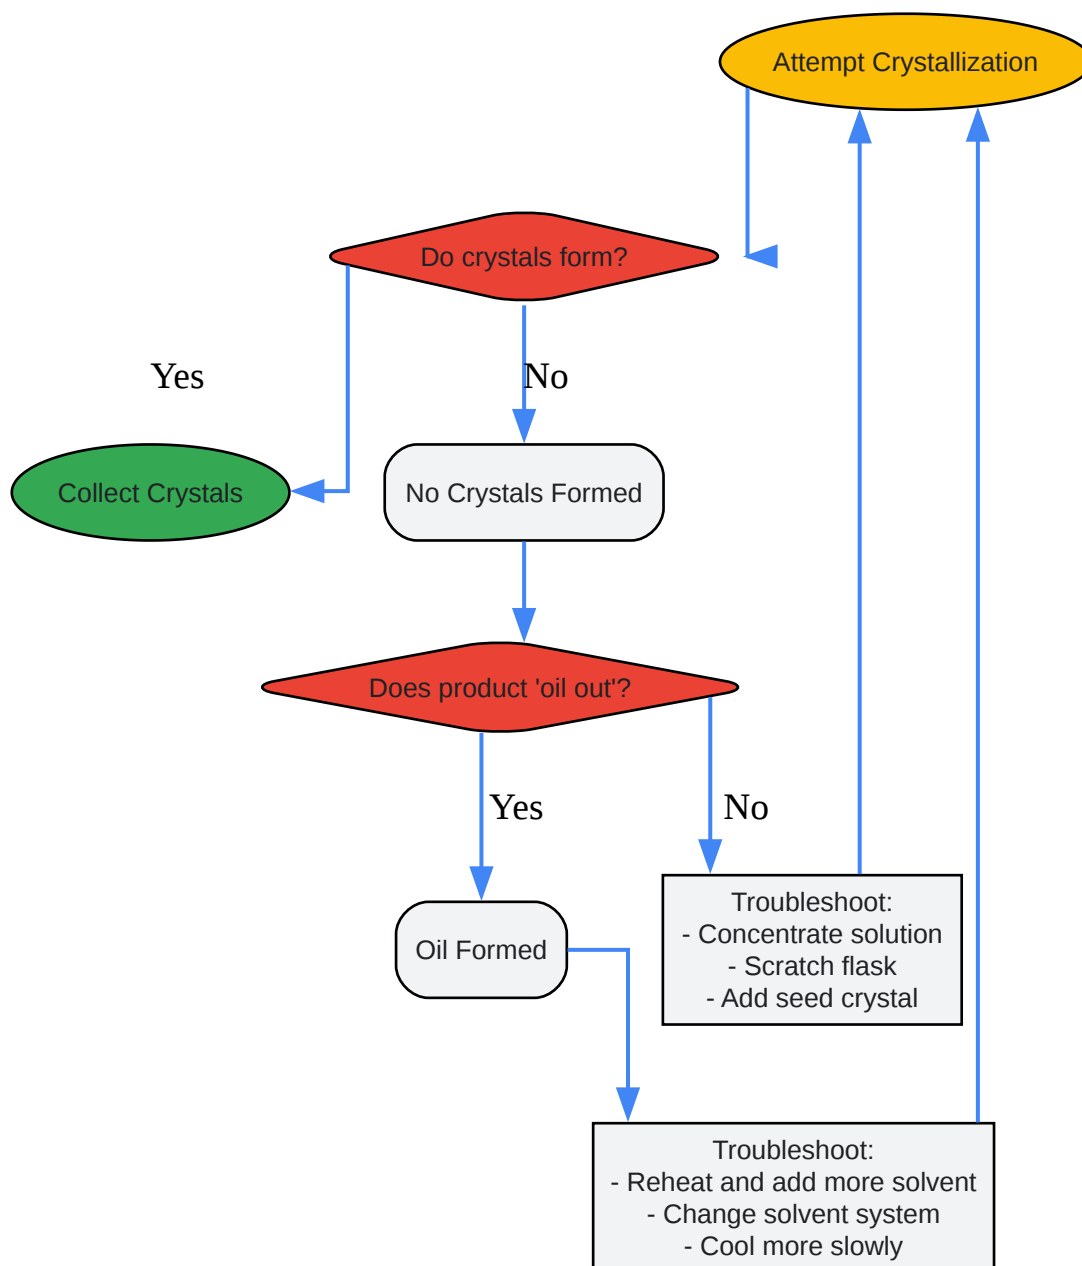 Attempt Crystallization
Do crystals form?
Yes
No
Collect Crystals
No Crystals Formed
Does product 'oil out'?
Yes
No
Oil Formed
Troubleshoot:
- Concentrate solution
- Scratch flask
- Add seed crystal
Troubleshoot:
- Reheat and add more solvent
- Change solvent system
- Cool more slowly